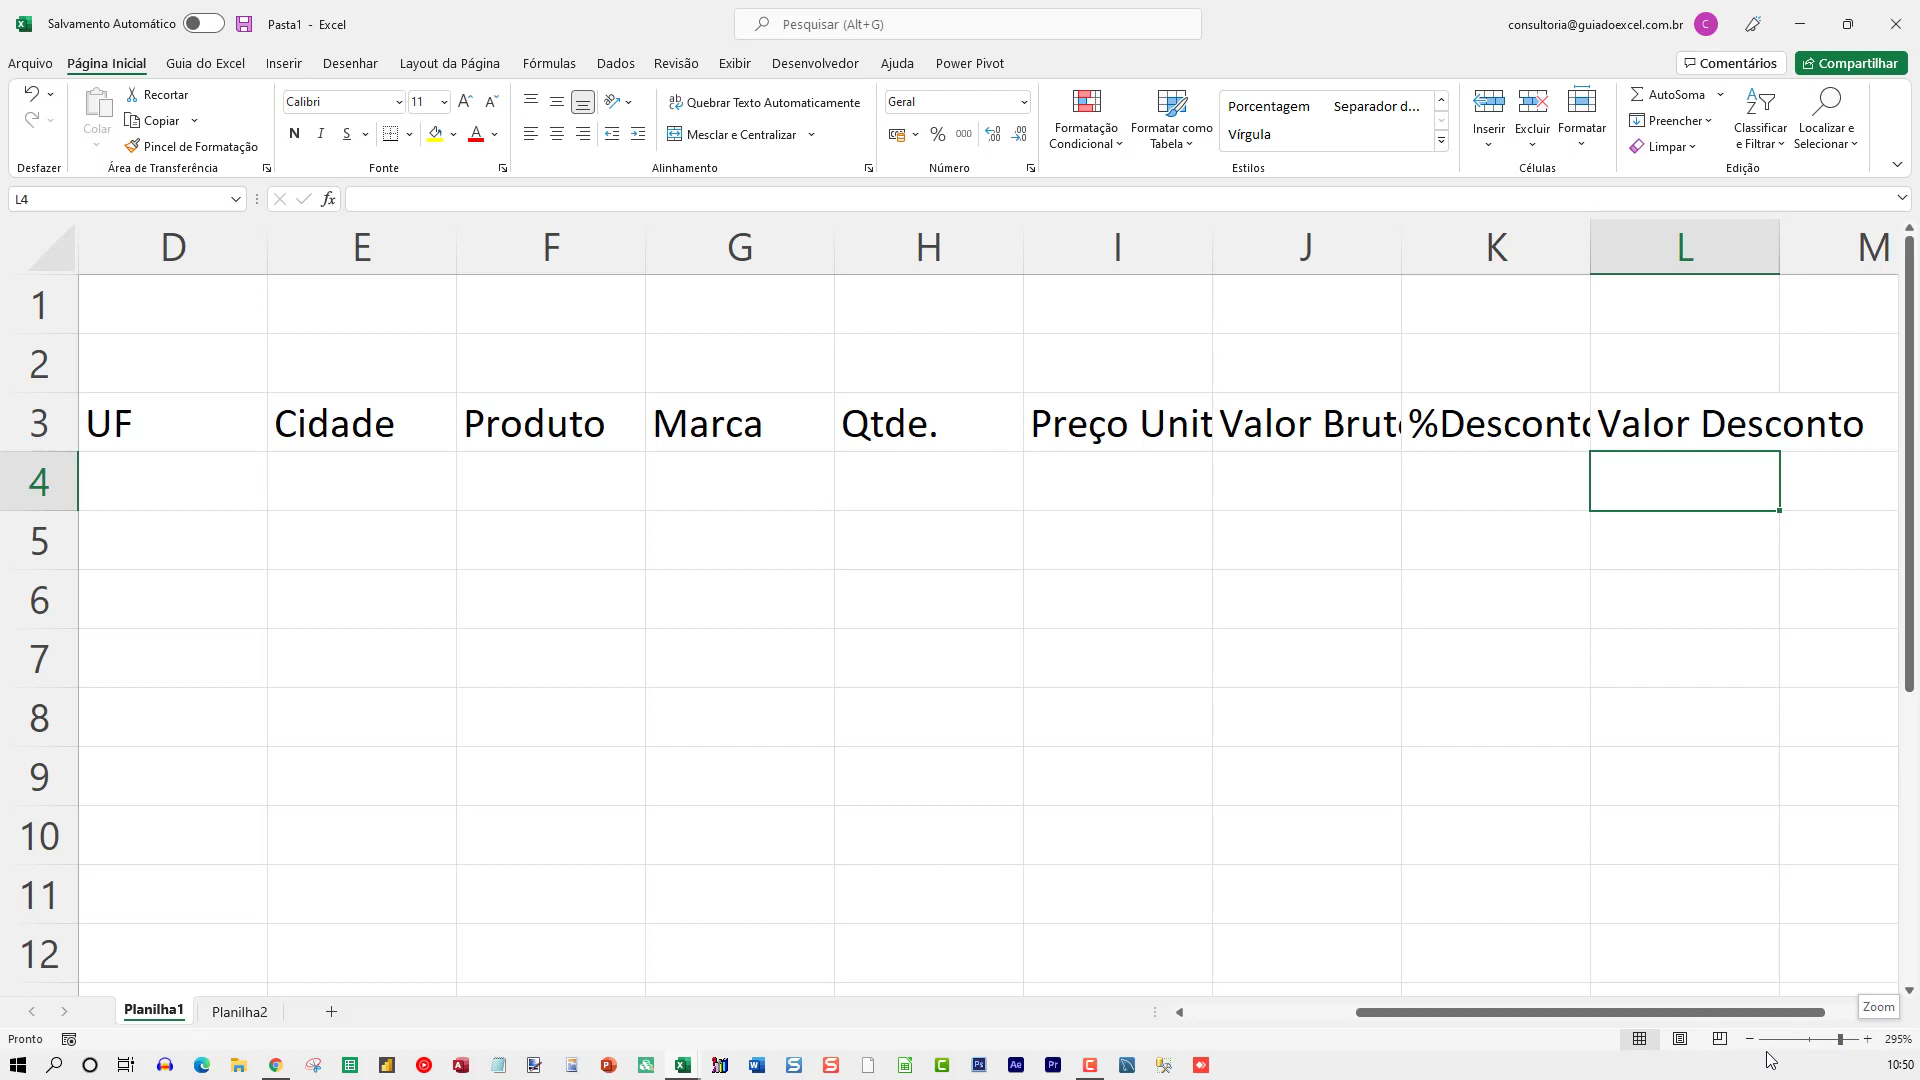 Salvamento Automático
Pasta1 - Excel
Pesquisar (Alt+G)
consultoria@guiadoexcel.com.br
C
Arquivo
Página Inicial
Guia do Excel
Inserir
Desenhar
Layout da Página
Fórmulas
Dados
Revisão
Exibir
Desenvolvedor
Ajuda
Power Pivot
Comentários
Compartilhar
Desfazer
Colar
Recortar
Copiar
Pincel de Formatação
Área de Transferência
Calibri
11
N I S
Fonte
Quebrar Texto Automaticamente
Mesclar e Centralizar
Alinhamento
Geral
% 000
Número
Formatação
Condicional
Formatar como
Tabela
Porcentagem
Separador d...
Vírgula
Estilos
Inserir
Excluir
Formatar
Células
AutoSoma
Preencher
Limpar
Classificar
e Filtrar
Localizar e
Selecionar
Edição
L4
fx
D E F G H I J K L M
1
2
3 UF Cidade Produto Marca Qtde. Preço Unit Valor Bruto %Desconto Valor Desconto
4
5
6
7
8
9
10
11
12
Planilha1
Planilha2
Zoom
Pronto
295%
10:50